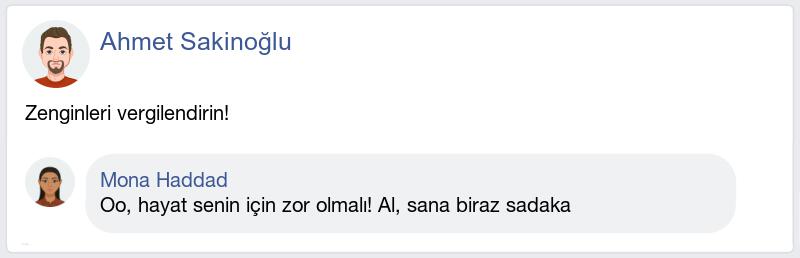 Ahmet Sakinoğlu
Zenginleri vergilendirin!
Mona Haddad
Oo, hayat senin için zor olmalı! Al, sana biraz sadaka